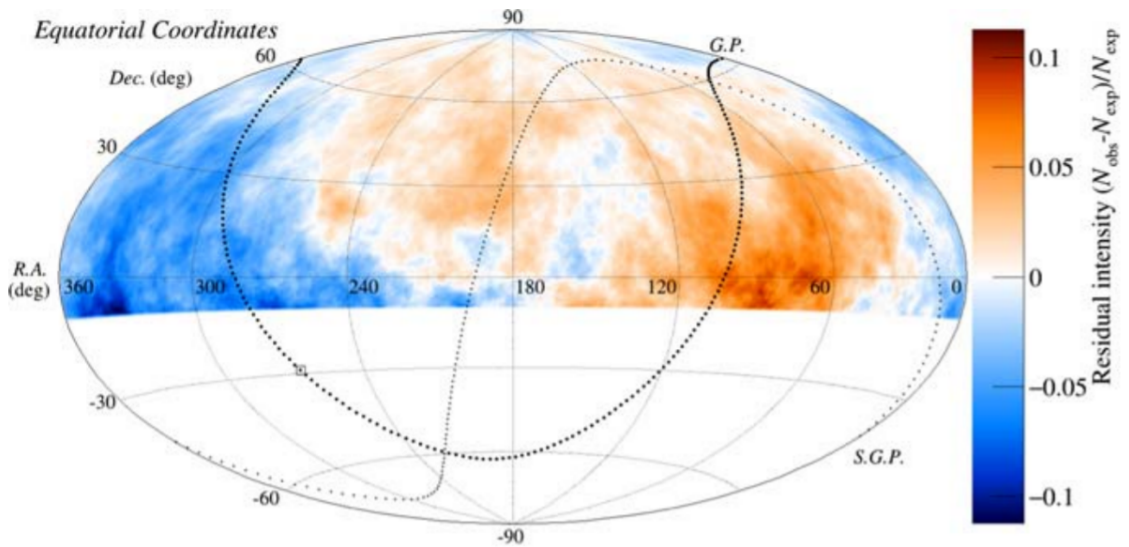 Equatorial Coordinates
90
G.P.
60
Dec. (deg)
30
R.A.
(deg)
360
300
240
180
120
60
0
-30
S.G.P.
-60
-90
0.1
0.05
0
−0.05
−0.1
Residual intensity (Nobs-Nexp)/Nexp